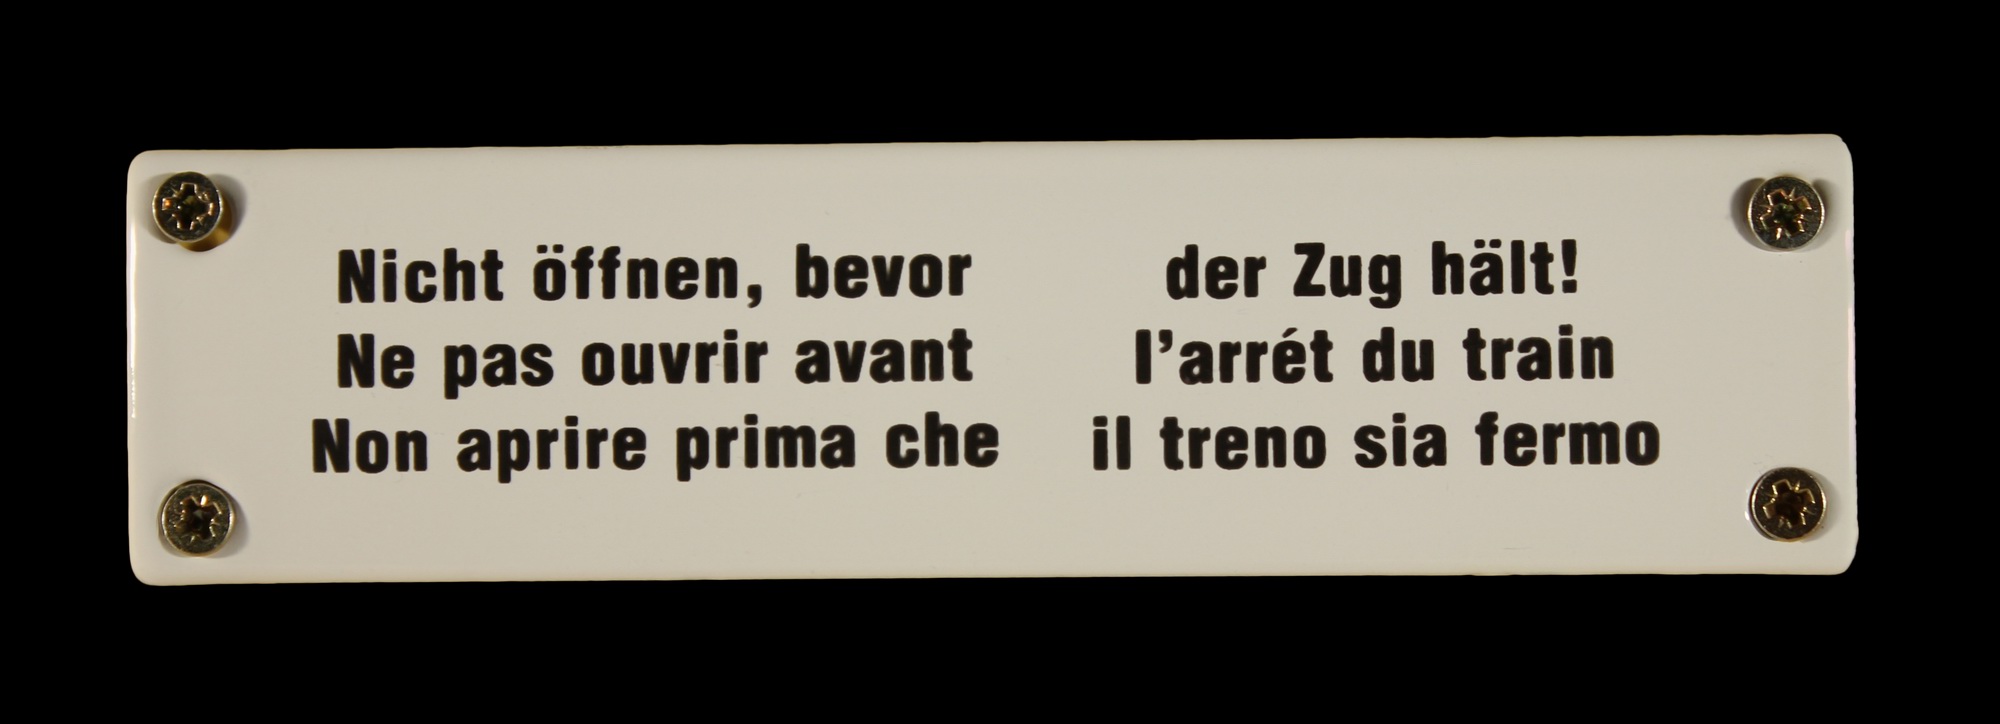 Nicht öffnen, bevor der Zug hält!
Ne pas ouvrir avant l'arrét du train
Non aprire prima che il treno sia fermo